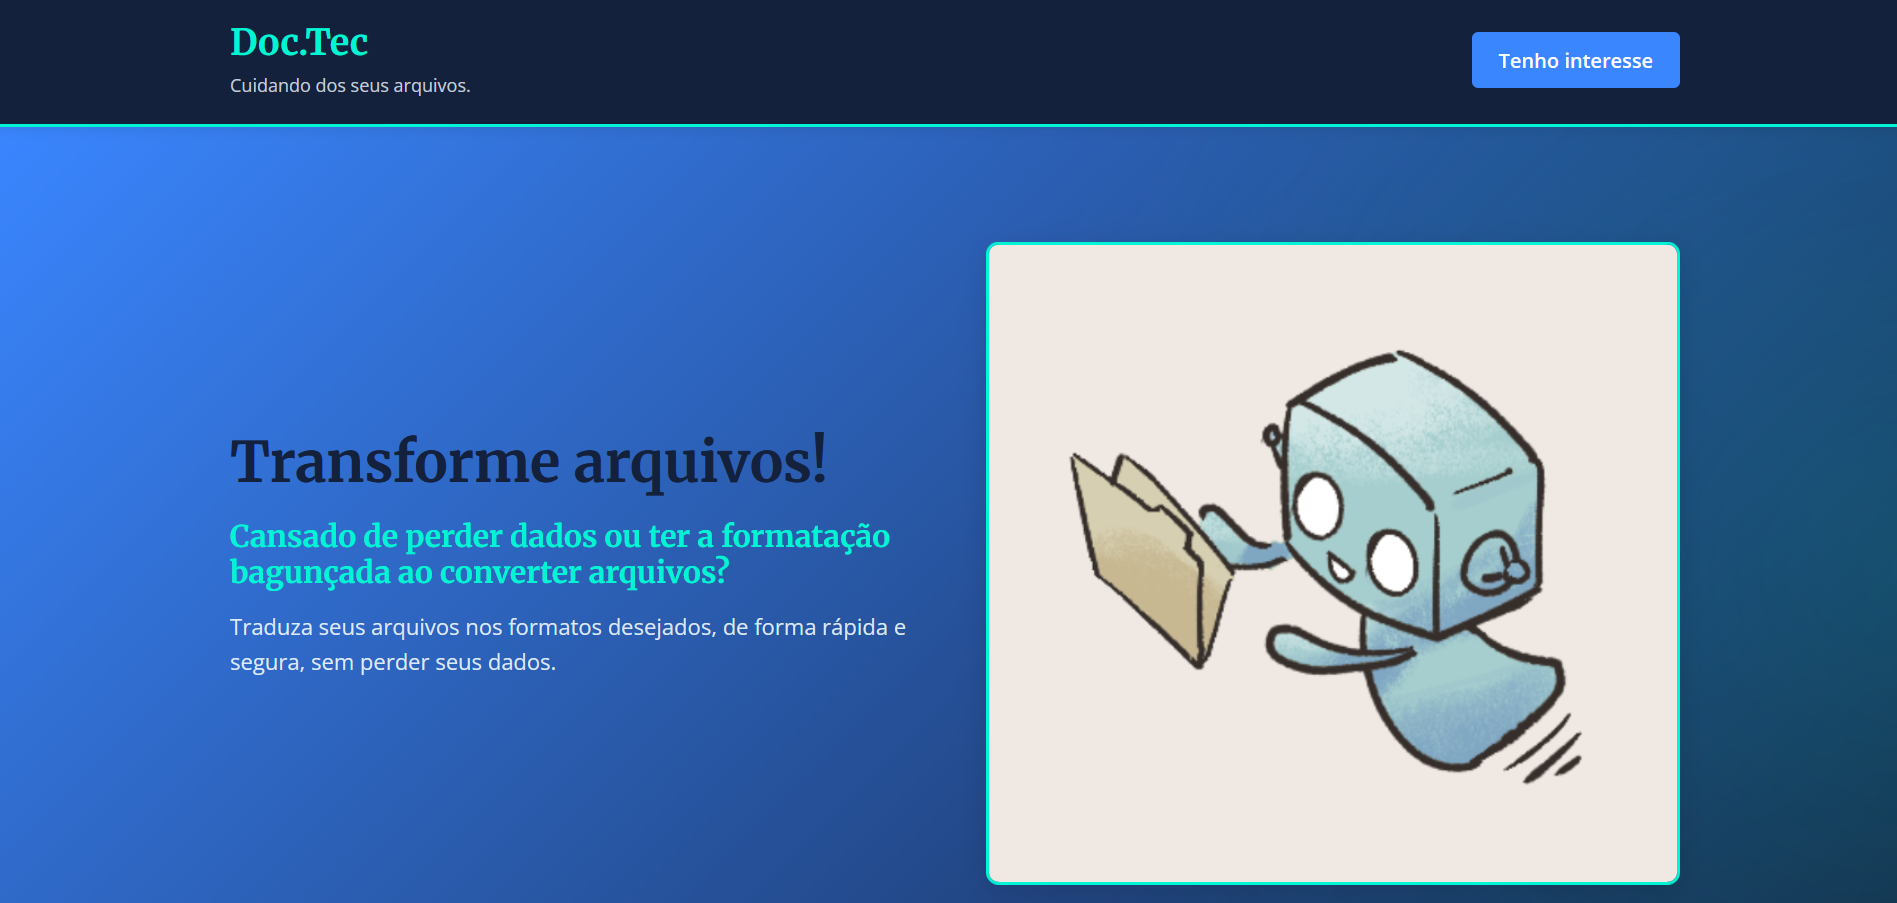 Doc.Tec
Cuidando dos seus arquivos.
Tenho interesse
Transforme arquivos!
Cansado de perder dados ou ter a formatação
bagunçada ao converter arquivos?
Traduza seus arquivos nos formatos desejados, de forma rápida e
segura, sem perder seus dados.